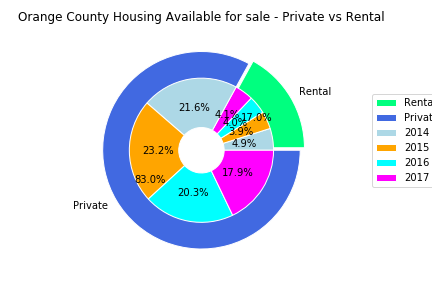 Orange County Housing Available for sale - Private vs Rental
Rental
21.6%
4.1%
4.0%
17.0%
3.9%
4.9%
23.2%
17.9%
83.0%
20.3%
Private
Renta
Private
2014
2015
2016
2017